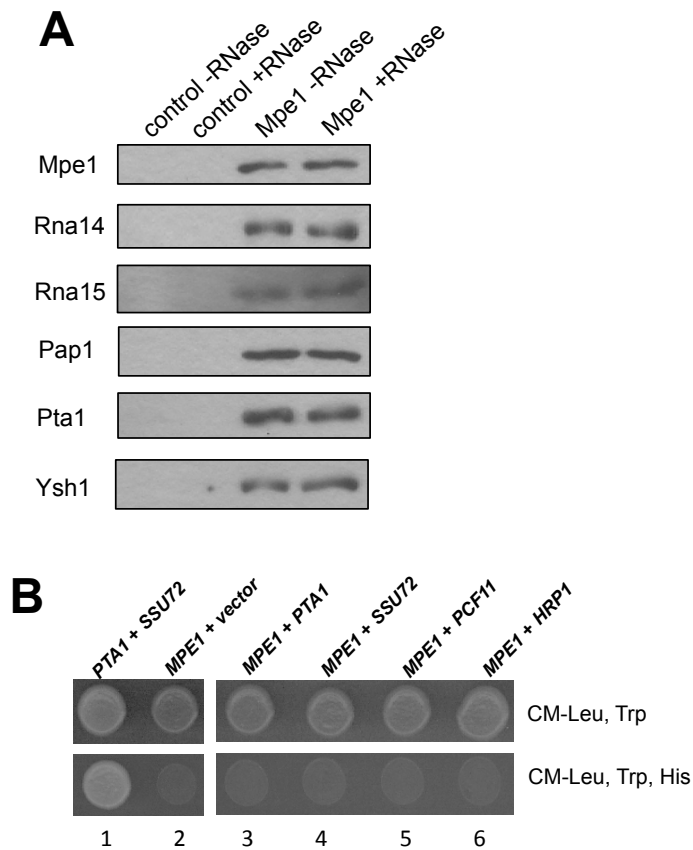 A
control -RNase
control +RNase
Mpe1 -RNase
Mpe1 +RNase
Mpe1
Rna14
Rna15
Pap1
Pta1
Ysh1
B
PTA1 + SSU72
MPE1 + vector
MPE1 + PTA1
MPE1 + SSU72
MPE1 + PCF11
MPE1 + HRP1
CM-Leu, Trp
CM-Leu, Trp, His
1 2 3 4 5 6